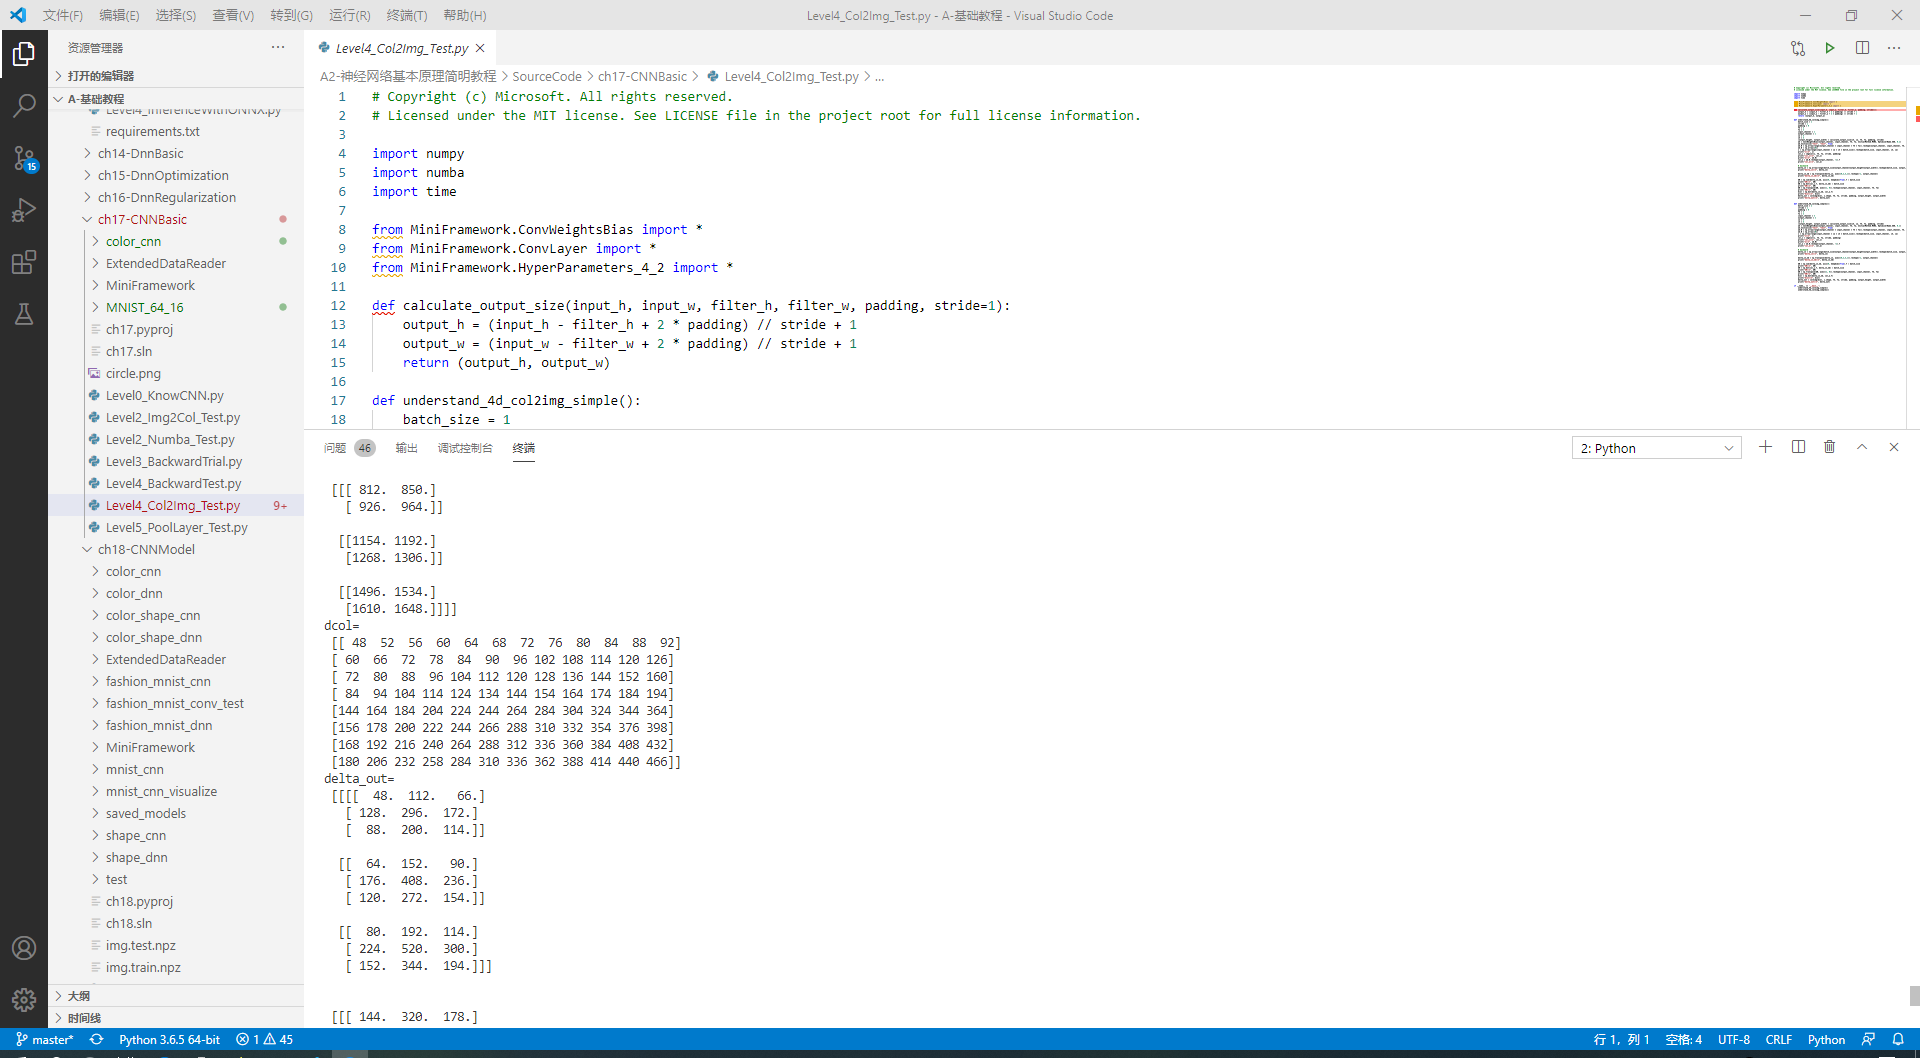 文件(F) 编辑(E) 选择(S) 查看(V) 转到(G) 运行(R) 终端(T) 帮助(H)
Level4_Col2Img_Test.py - A-基础教程 - Visual Studio Code
资源管理器
打开的编辑器
A-基础教程
Level4_InferenceWithONNX.py
requirements.txt
ch14-DnnBasic
ch15-DnnOptimization
ch16-DnnRegularization
ch17-CNNBasic
color_cnn
ExtendedDataReader
MiniFramework
MNIST_64_16
ch17.pyproj
ch17.sln
circle.png
Level0_KnowCNN.py
Level2_Img2Col_Test.py
Level2_Numba_Test.py
Level3_BackwardTrial.py
Level4_BackwardTest.py
Level4_Col2Img_Test.py 9+
Level5_PoolLayer_Test.py
ch18-CNNModel
color_cnn
color_dnn
color_shape_cnn
color_shape_dnn
ExtendedDataReader
fashion_mnist_cnn
fashion_mnist_conv_test
fashion_mnist_dnn
MiniFramework
mnist_cnn
mnist_cnn_visualize
saved_models
shape_cnn
shape_dnn
test
ch18.pyproj
ch18.sln
img.test.npz
img.train.npz
大纲
时间线
15
Level4_Col2Img_Test.py
A2-神经网络基本原理简明教程 > SourceCode > ch17-CNNBasic > Level4_Col2Img_Test.py > ...
1 # Copyright (c) Microsoft. All rights reserved.
2 # Licensed under the MIT license. See LICENSE file in the project root for full license information.
3
4 import numpy
5 import numba
6 import time
7
8 from MiniFramework.ConvWeightsBias import *
9 from MiniFramework.ConvLayer import *
10 from MiniFramework.HyperParameters_4_2 import *
11
12 def calculate_output_size(input_h, input_w, filter_h, filter_w, padding, stride=1):
13 output_h = (input_h - filter_h + 2 * padding) // stride + 1
14 output_w = (input_w - filter_w + 2 * padding) // stride + 1
15 return (output_h, output_w)
16
17 def understand_4d_col2img_simple():
18 batch_size = 1
问题 46 输出 调试控制台 终端
2: Python
[[[ 812. 850.]
[ 926. 964.]]
[[1154. 1192.]
[1268. 1306.]]
[[1496. 1534.]
[1610. 1648.]]]]
dcol=
[[ 48 52 56 60 64 68 72 76 80 84 88 92]
[ 60 66 72 78 84 90 96 102 108 114 120 126]
[ 72 80 88 96 104 112 120 128 136 144 152 160]
[ 84 94 104 114 124 134 144 154 164 174 184 194]
[144 164 184 204 224 244 264 284 304 324 344 364]
[156 178 200 222 244 266 288 310 332 354 376 398]
[168 192 216 240 264 288 312 336 360 384 408 432]
[180 206 232 258 284 310 336 362 388 414 440 466]]
delta_out=
[[[[ 48. 112. 66.]
[ 128. 296. 172.]
[ 88. 200. 114.]]
[[ 64. 152. 90.]
[ 176. 408. 236.]
[ 120. 272. 154.]]
[[ 80. 192. 114.]
[ 224. 520. 300.]
[ 152. 344. 194.]]]
[[[ 144. 320. 178.]
master* Python 3.6.5 64-bit 1 45
行 1，列 1 空格: 4 UTF-8 CRLF Python